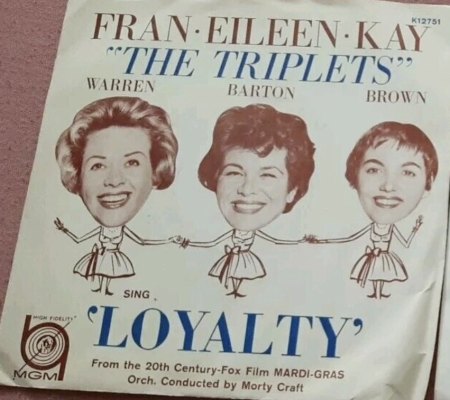 K12751
FRAN·EILEEN·KAY
"THE TRIPLETS"
WARREN BARTON BROWN
SING
'LOYALTY'
HIGH FIDELITY
MGM
From the 20th Century-Fox Film MARDI-GRAS
Orch. Conducted by Morty Craft